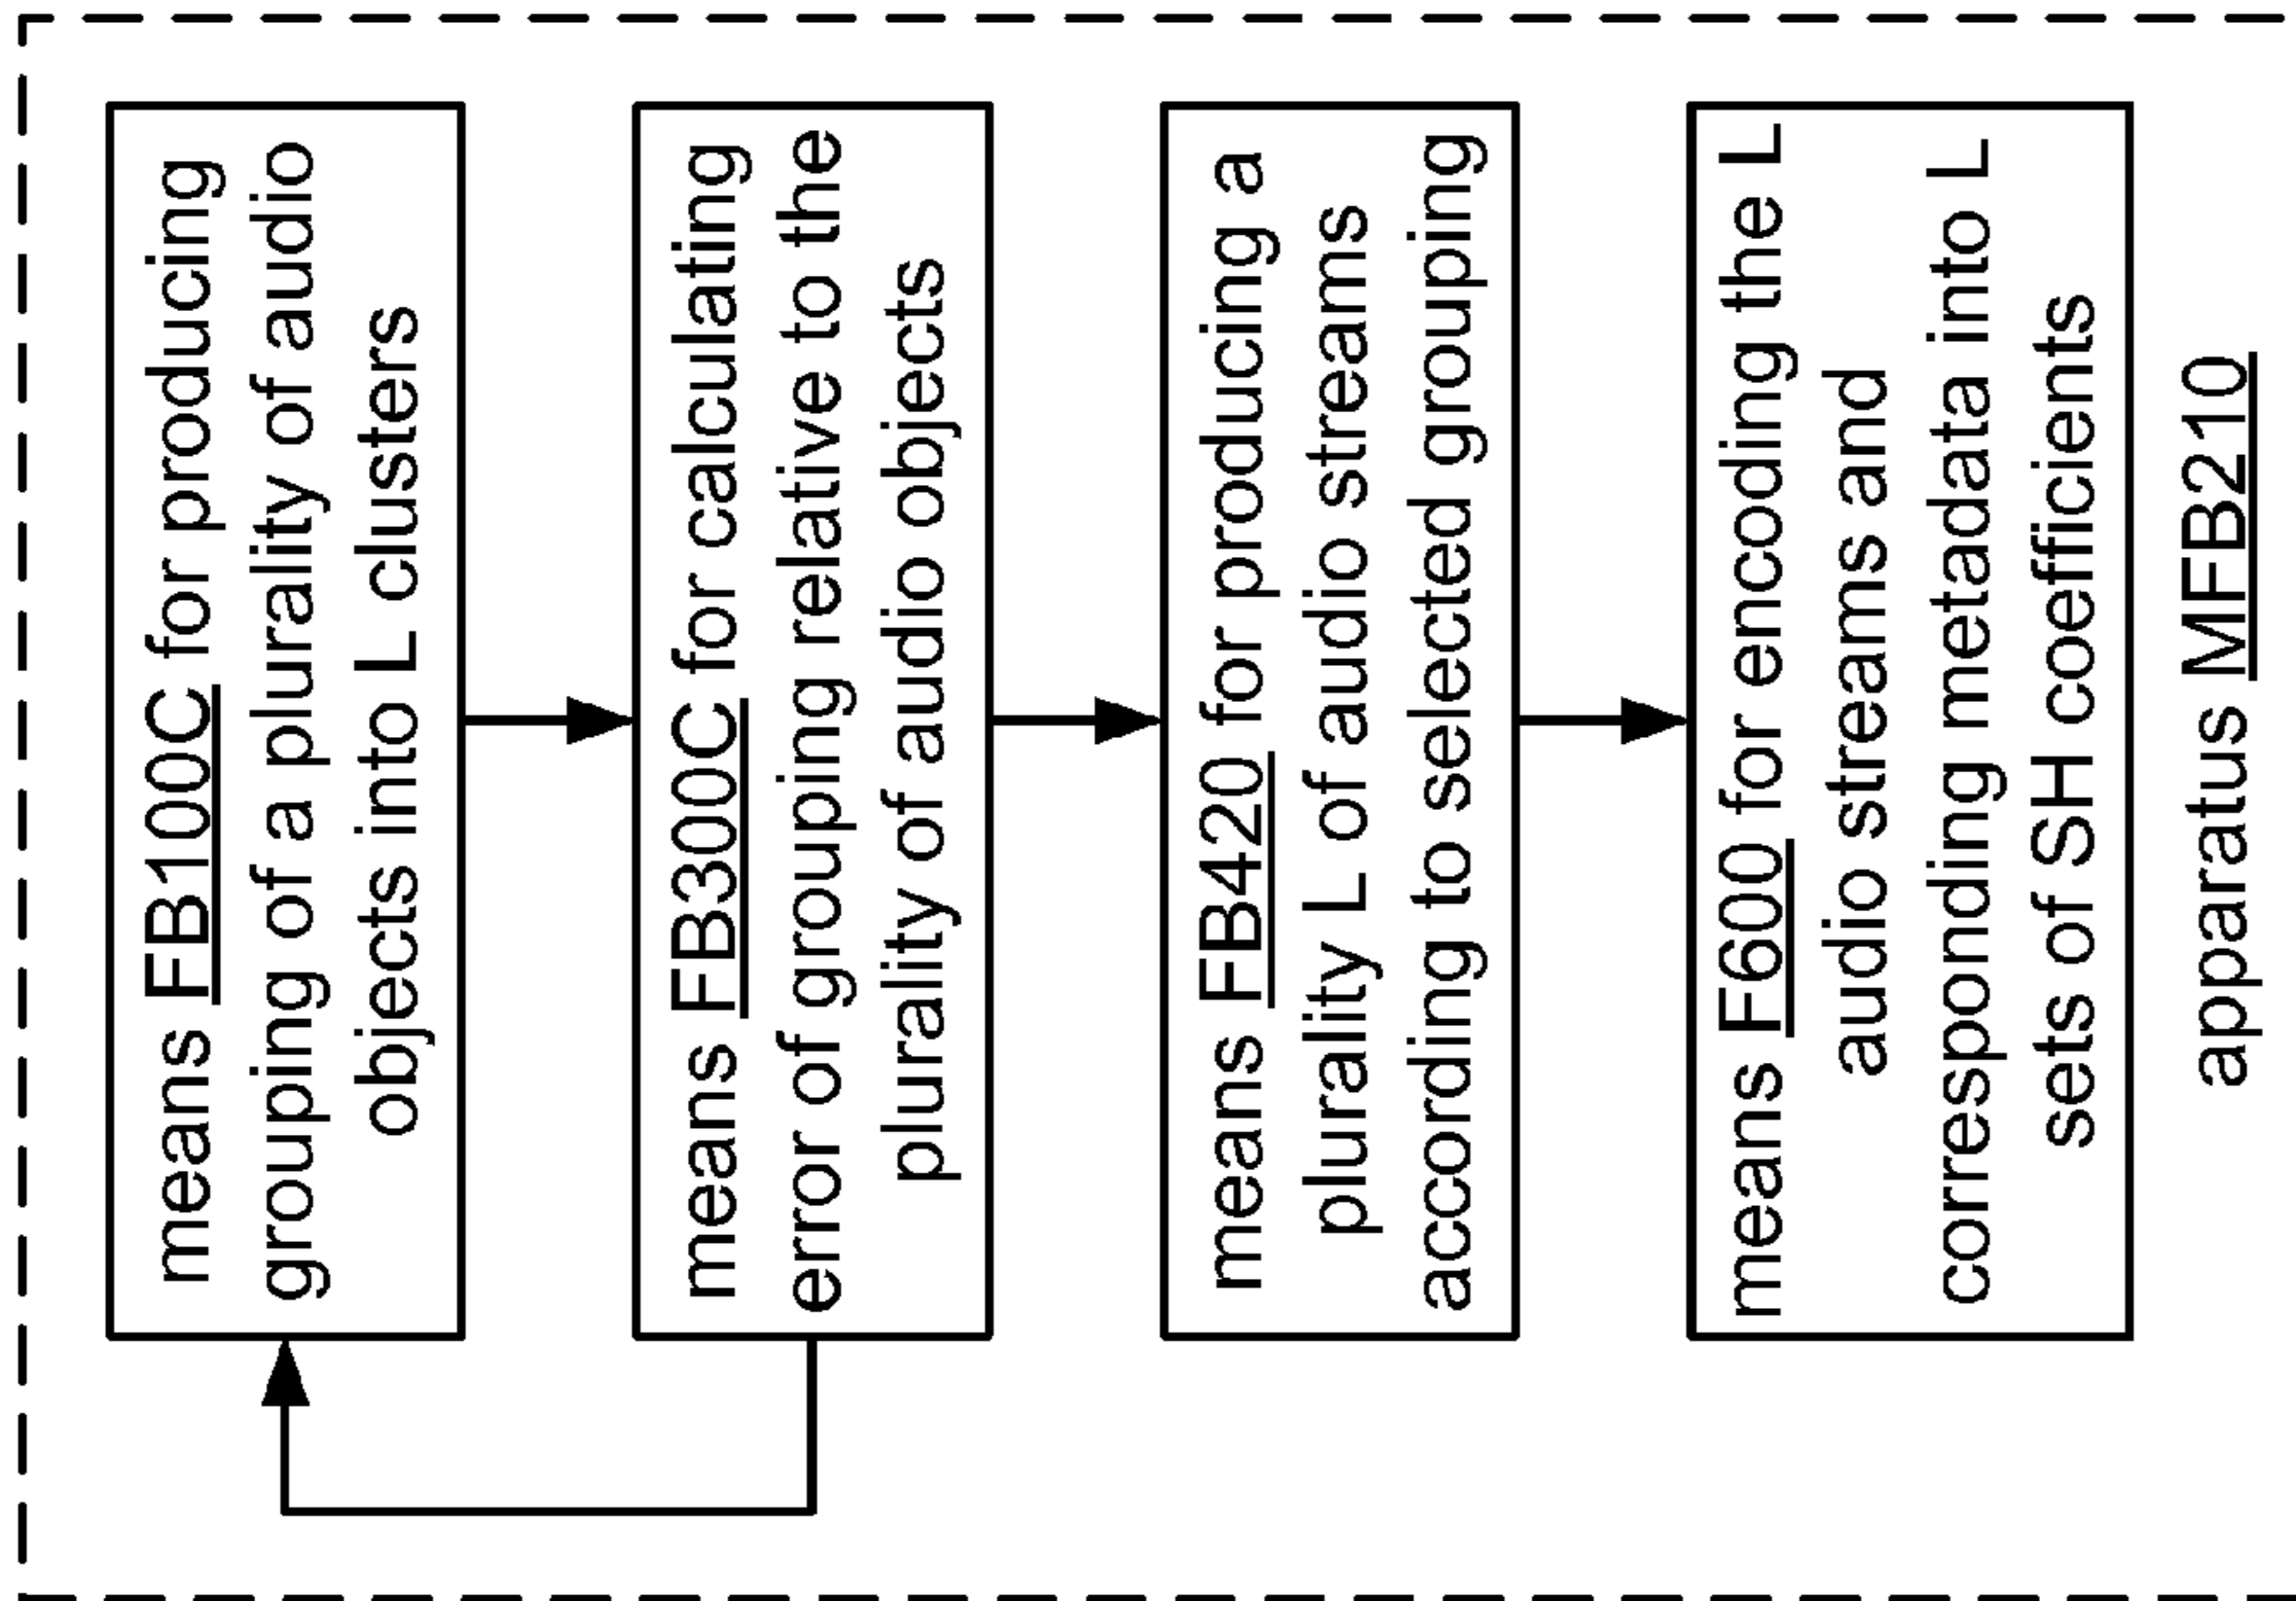 means FB100C for producing
grouping of a plurality of audio
objects into L clusters
means FB300C for calculating
error of grouping relative to the
plurality of audio objects
means FB420 for producing a
plurality L of audio streams
according to selected grouping
means F600 for encoding the L
audio streams and
corresponding metadata into L
sets of SH coefficients
apparatus MFB210